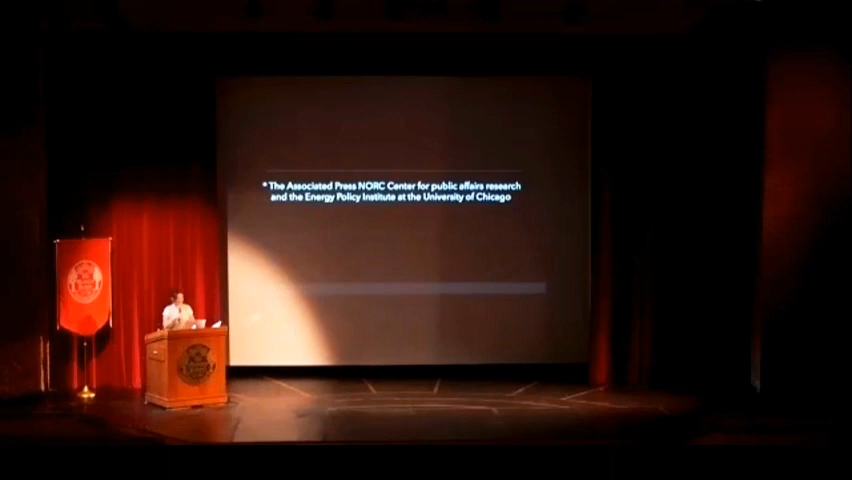 * The Associated Press NORC Center for public affairs research
and the Energy Policy Institute at the University of Chicago